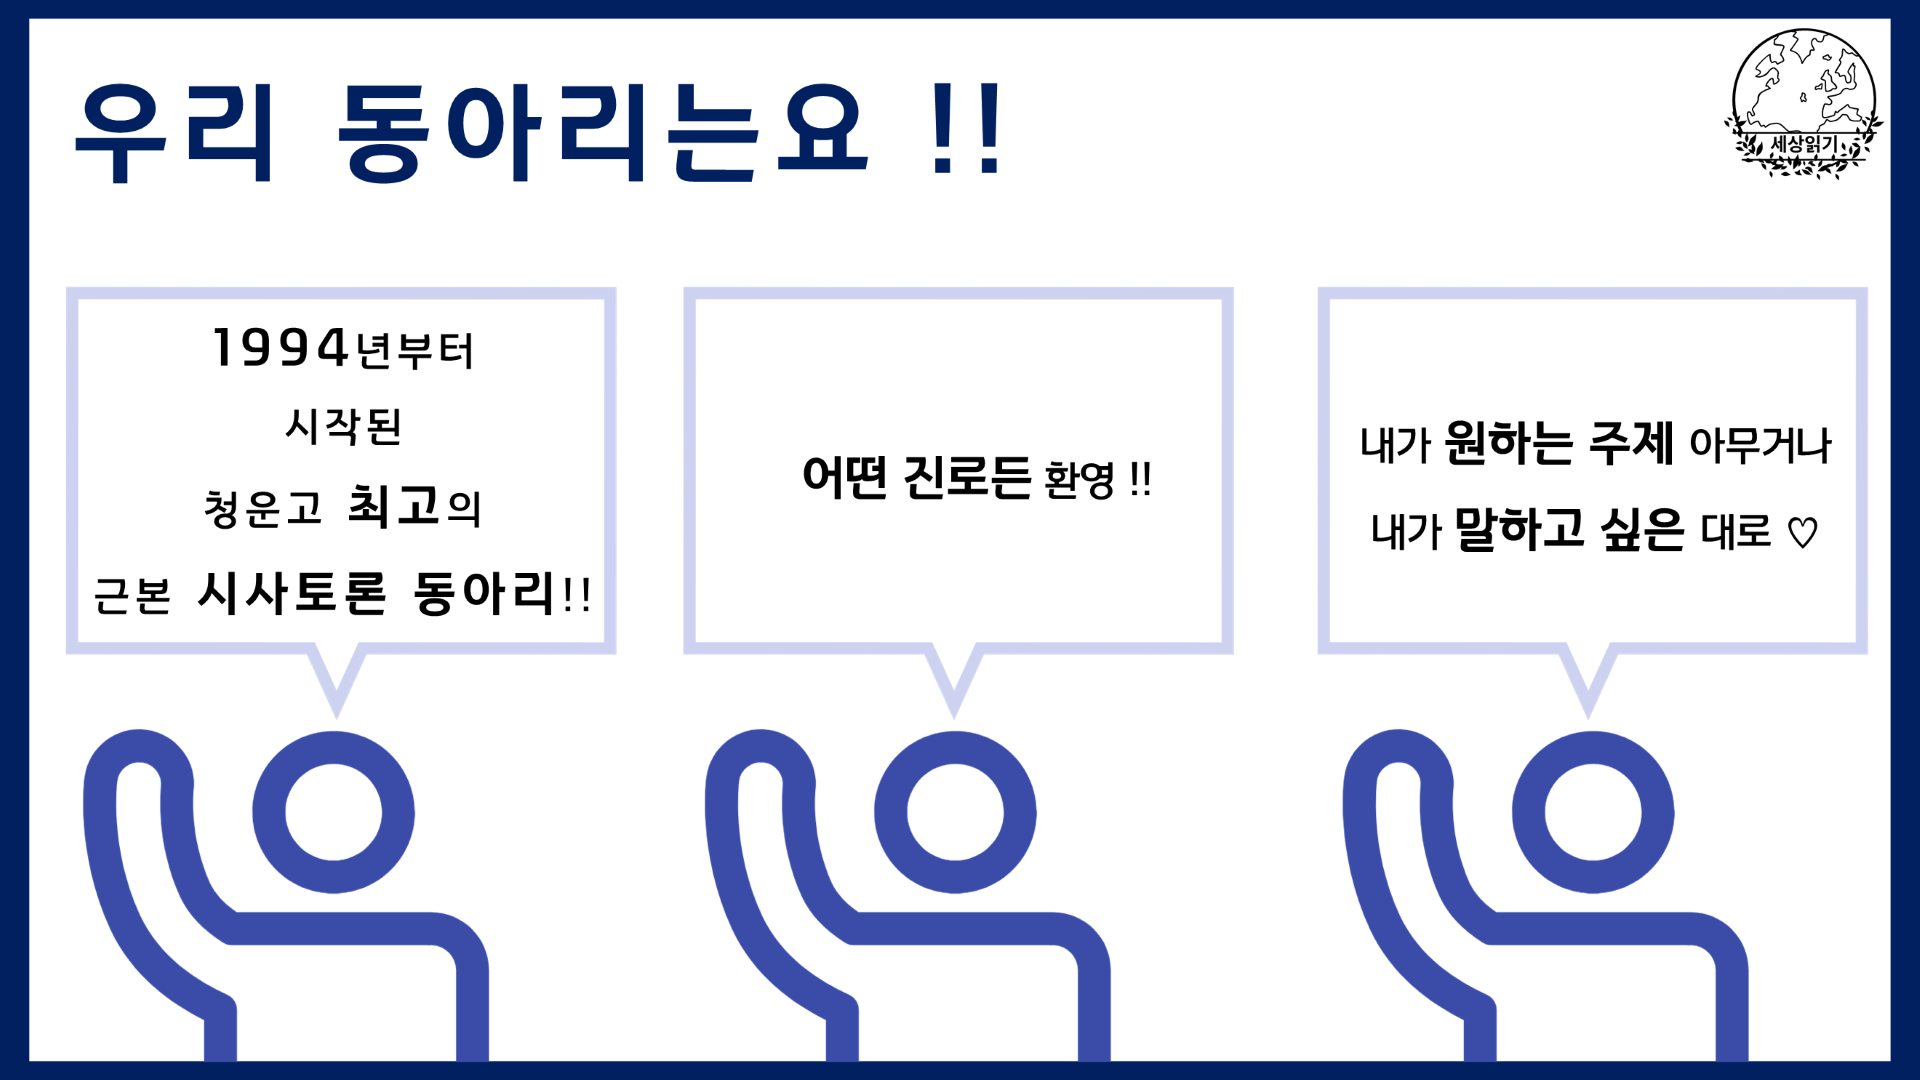 우리 동아리는요 !!
세상읽기
1994년부터
시작된
청운고 최고의
근본 시사토론 동아리!!
어떤 진로든 환영 !!
내가 원하는 주제 아무거나
내가 말하고 싶은 대로 ♡